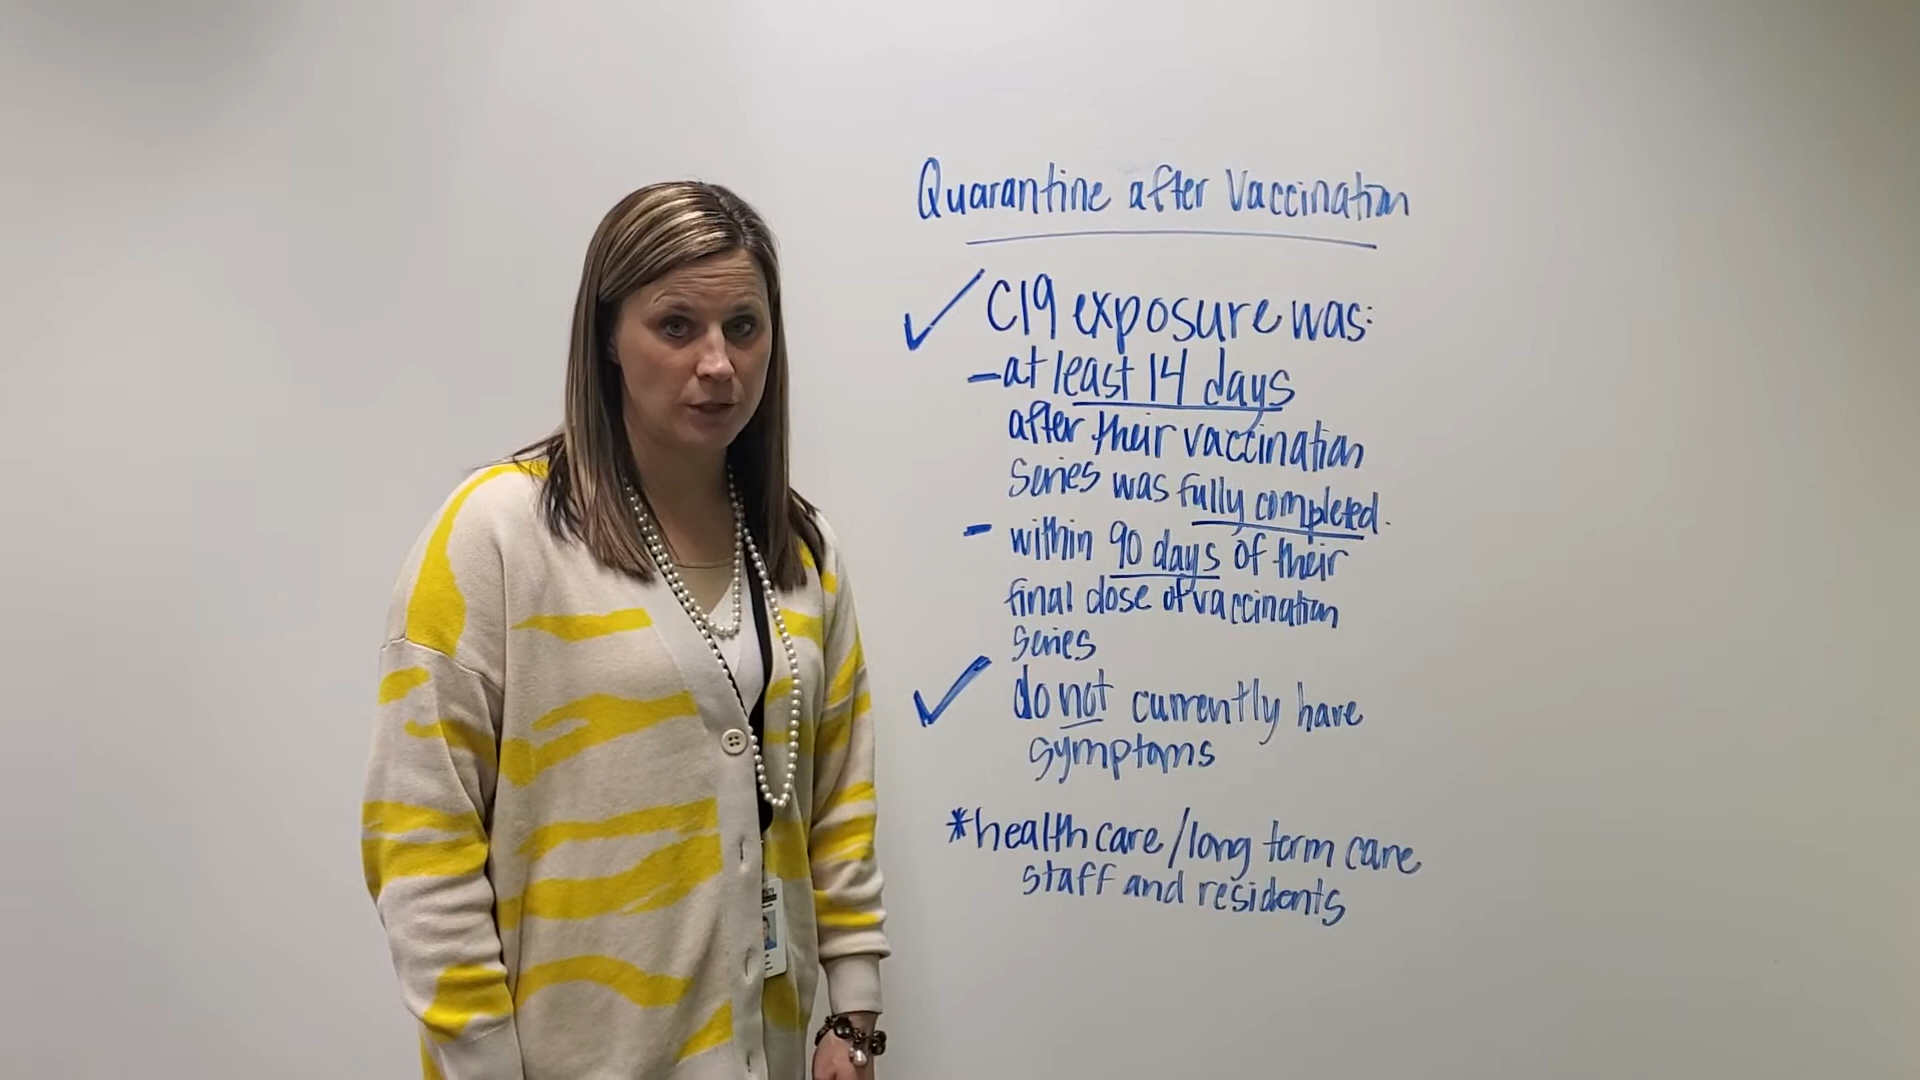 Quarantine after Vaccination
✓ C19 exposure was:
- at least 14 days
after their vaccination
series was fully completed.
- within 90 days of their
final dose of vaccination
series
✓ do not currently have
symptoms
*healthcare/long term care
staff and residents